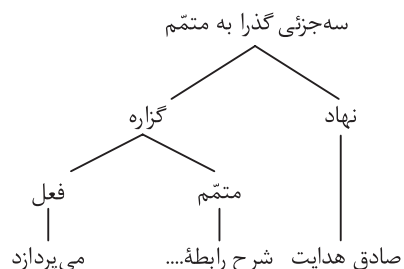 سه‌جزئی گذرا به متمّم
نهاد گزاره
متمّم فعل
صادق هدایت شرح رابطهٔ.... می‌پردازد